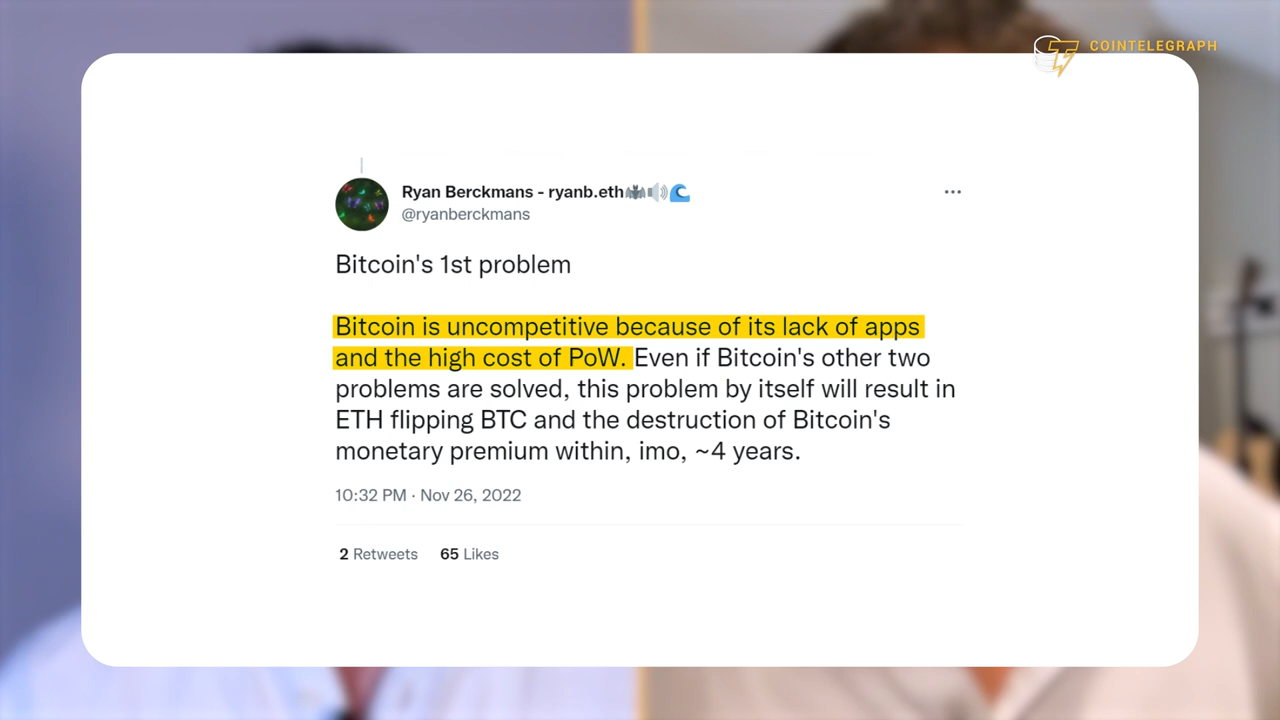 COINTELEGRAPH
Ryan Berckmans - ryanb.eth🦇🔊🌊
@ryanberckmans
Bitcoin's 1st problem
Bitcoin is uncompetitive because of its lack of apps
and the high cost of PoW. Even if Bitcoin's other two
problems are solved, this problem by itself will result in
ETH flipping BTC and the destruction of Bitcoin's
monetary premium within, imo, ~4 years.
10:32 PM · Nov 26, 2022
2 Retweets 65 Likes